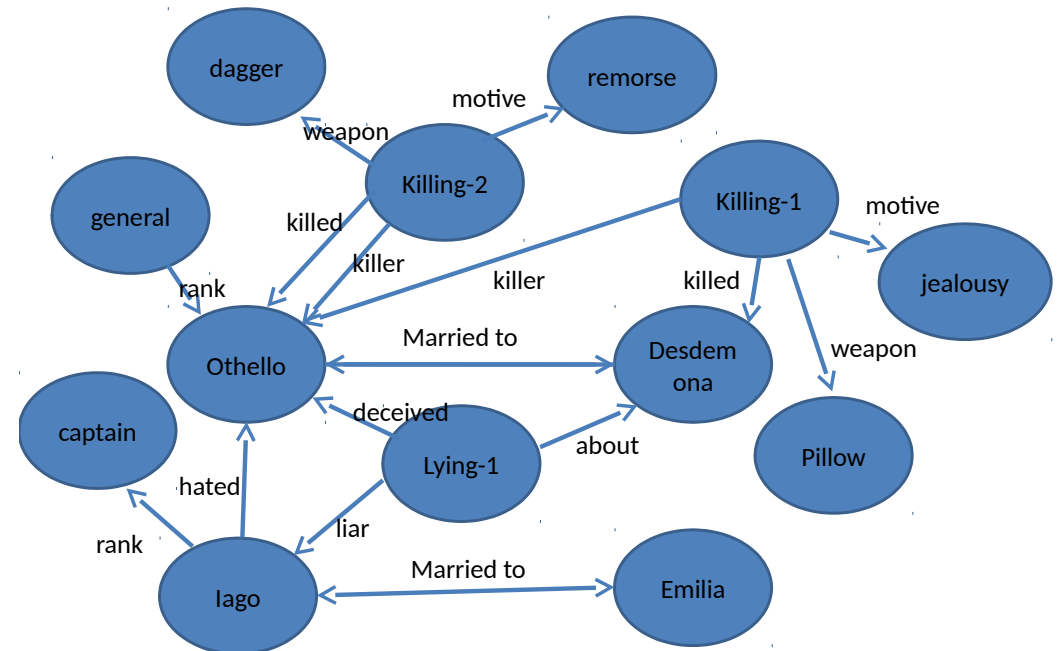 dagger
remorse
motive
weapon
Killing-2
Killing-1
general
motive
killed
killer
killer
killed
jealousy
rank
Married to
weapon
Othello
Desdem
ona
deceived
captain
about
Lying-1
Pillow
hated
liar
rank
Married to
Iago
Emilia